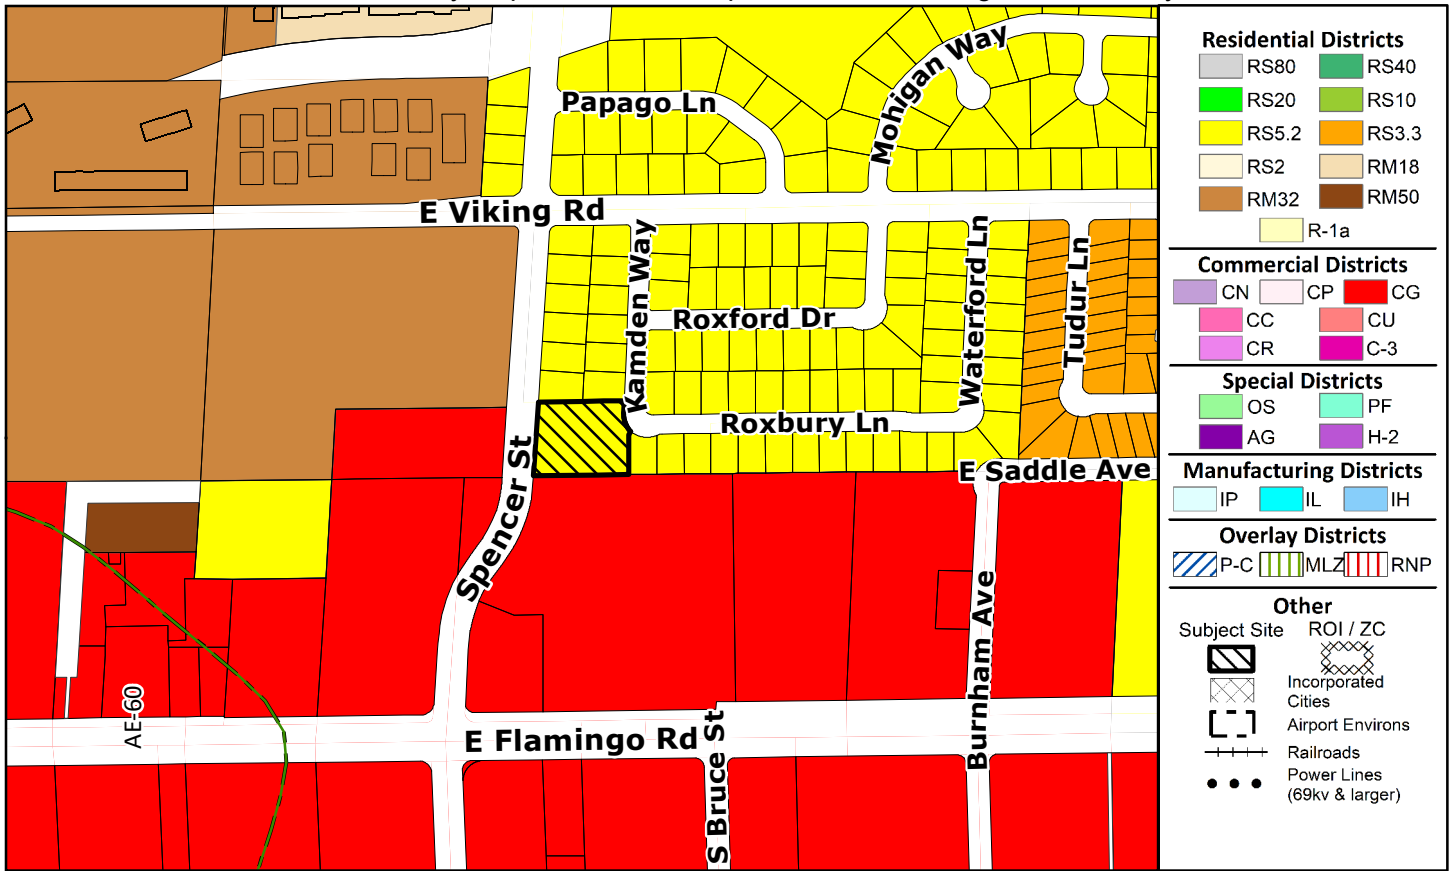 Papago Ln
Mohigan Way
E Viking Rd
Kamden Way
Roxford Dr
Waterford Ln
Tudur Ln
Roxbury Ln
E Saddle Ave
Spencer St
Burnham Ave
AE-60
E Flamingo Rd
S Bruce St
Residential Districts
RS80 RS40
RS20 RS10
RS5.2 RS3.3
RS2 RM18
RM32 RM50
R-1a
Commercial Districts
CN CP CG
CC CU
CR C-3
Special Districts
OS PF
AG H-2
Manufacturing Districts
IP IL IH
Overlay Districts
P-C MLZ RNP
Other
Subject Site ROI / ZC
Incorporated
Cities
Airport Environs
Railroads
Power Lines
(69kv & larger)